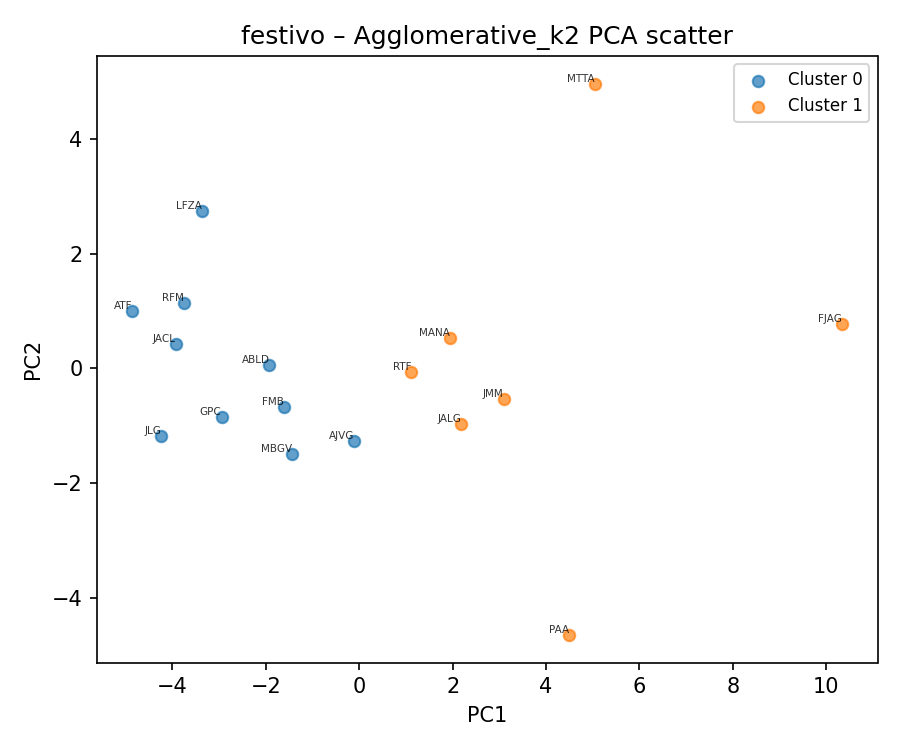 festivo – Agglomerative_k2 PCA scatter
Cluster 0
Cluster 1
MTTA
LFZA
ATF
RFM
JACL
MANA
FJAG
ABLD
RTF
JMM
FMB
GPC
JALG
JLG
MBGV
AJVG
PAA
4
2
0
−2
−4
PC2
−4
−2
0
2
4
6
8
10
PC1